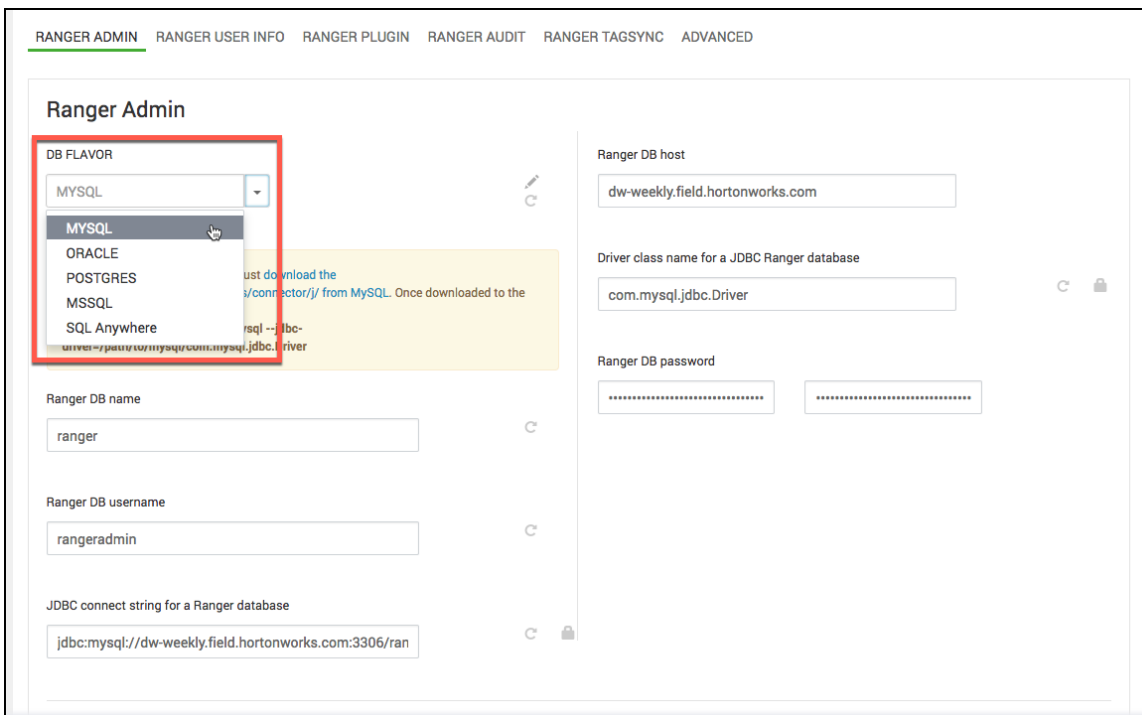 RANGER ADMIN RANGER USER INFO RANGER PLUGIN RANGER AUDIT RANGER TAGSYNC ADVANCED
Ranger Admin
DB FLAVOR
MYSQL
MYSQL
ORACLE
POSTGRES
MSSQL
SQL Anywhere
download the
s/connector/j/ from MySQL. Once downloaded to the
ysql --jdbc-
driver=/path/to/mysql/com.mysql.jdbc.Driver
Ranger DB name
ranger
Ranger DB username
rangeradmin
JDBC connect string for a Ranger database
jdbc:mysql://dw-weekly.field.hortonworks.com:3306/ran
Ranger DB host
dw-weekly.field.hortonworks.com
Driver class name for a JDBC Ranger database
com.mysql.jdbc.Driver
Ranger DB password